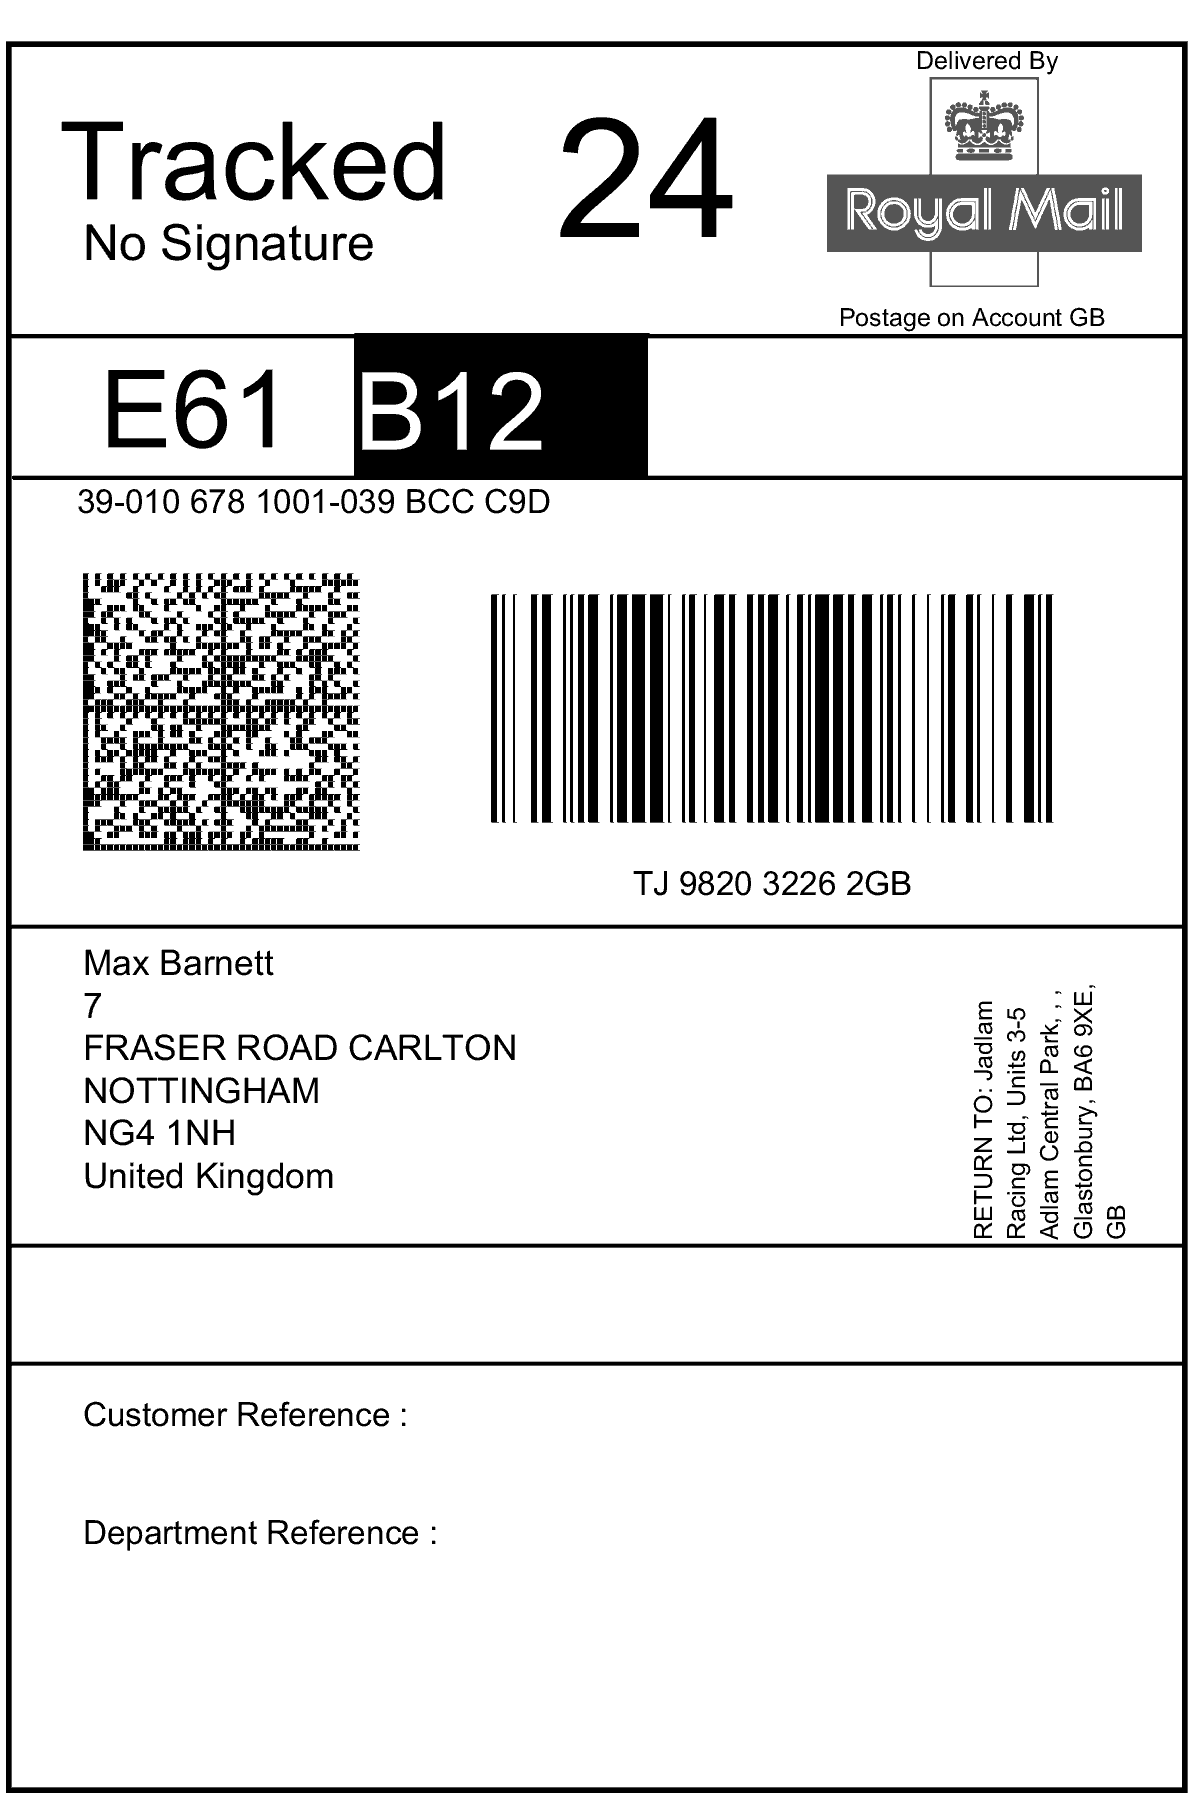 Delivered By
Tracked 24
No Signature
Royal Mail
Postage on Account GB
E61 B12
39-010 678 1001-039 BCC C9D
TJ 9820 3226 2GB
Max Barnett
7
FRASER ROAD CARLTON
NOTTINGHAM
NG4 1NH
United Kingdom
RETURN TO: Jadlam
Racing Ltd, Units 3-5
Adlam Central Park, , ,
Glastonbury, BA6 9XE,
GB
Customer Reference :
Department Reference :